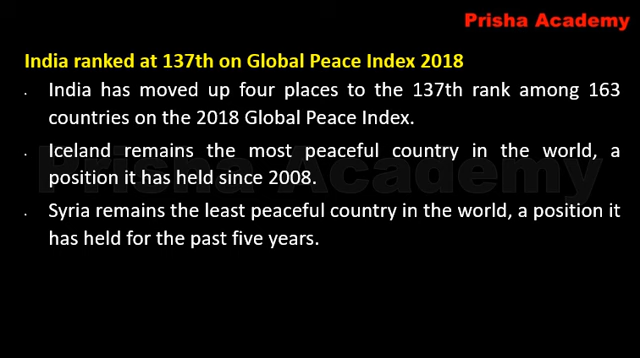 Prisha Academy
India ranked at 137th on Global Peace Index 2018
· India has moved up four places to the 137th rank among 163
countries on the 2018 Global Peace Index.
· Iceland remains the most peaceful country in the world, a
position it has held since 2008.
Prisha Academy
· Syria remains the least peaceful country in the world, a position it
has held for the past five years.